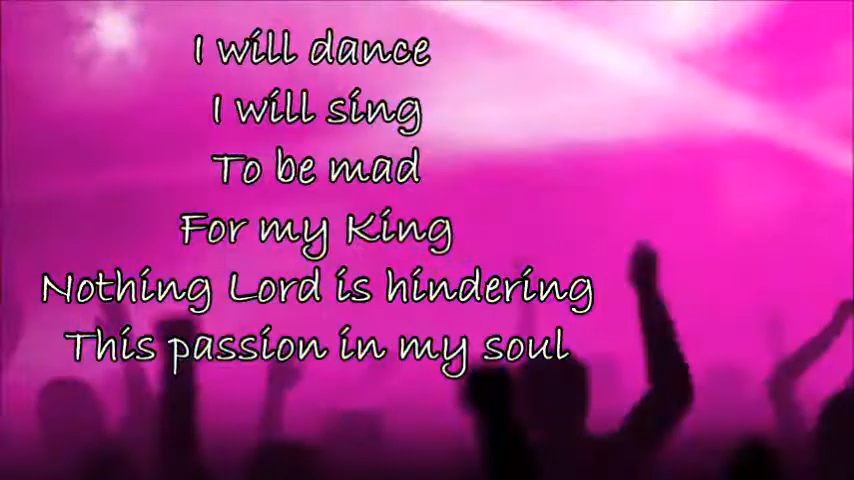 I will dance
I will sing
To be mad
For my King
Nothing Lord is hindering
This passion in my soul